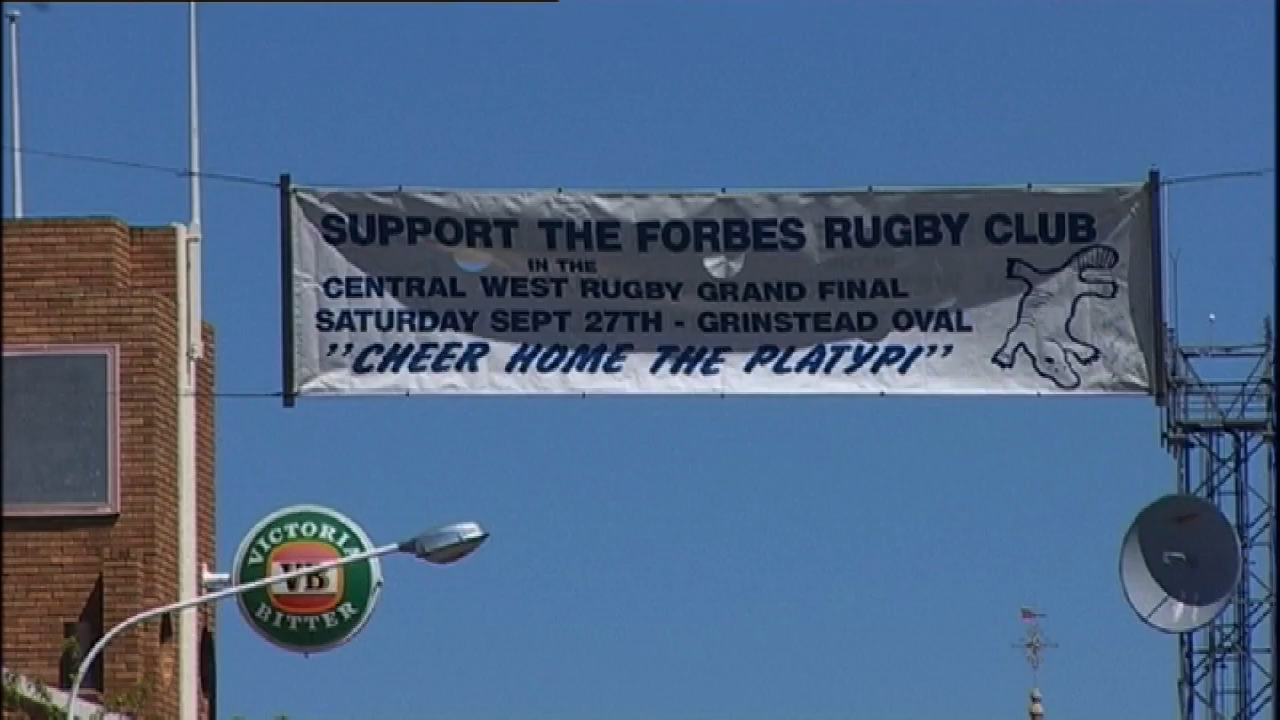 SUPPORT THE FORBES RUGBY CLUB
IN THE
CENTRAL WEST RUGBY GRAND FINAL
SATURDAY SEPT 27TH - GRINSTEAD OVAL
"CHEER HOME THE PLATYPI"
VICTORIA
VB
BITTER